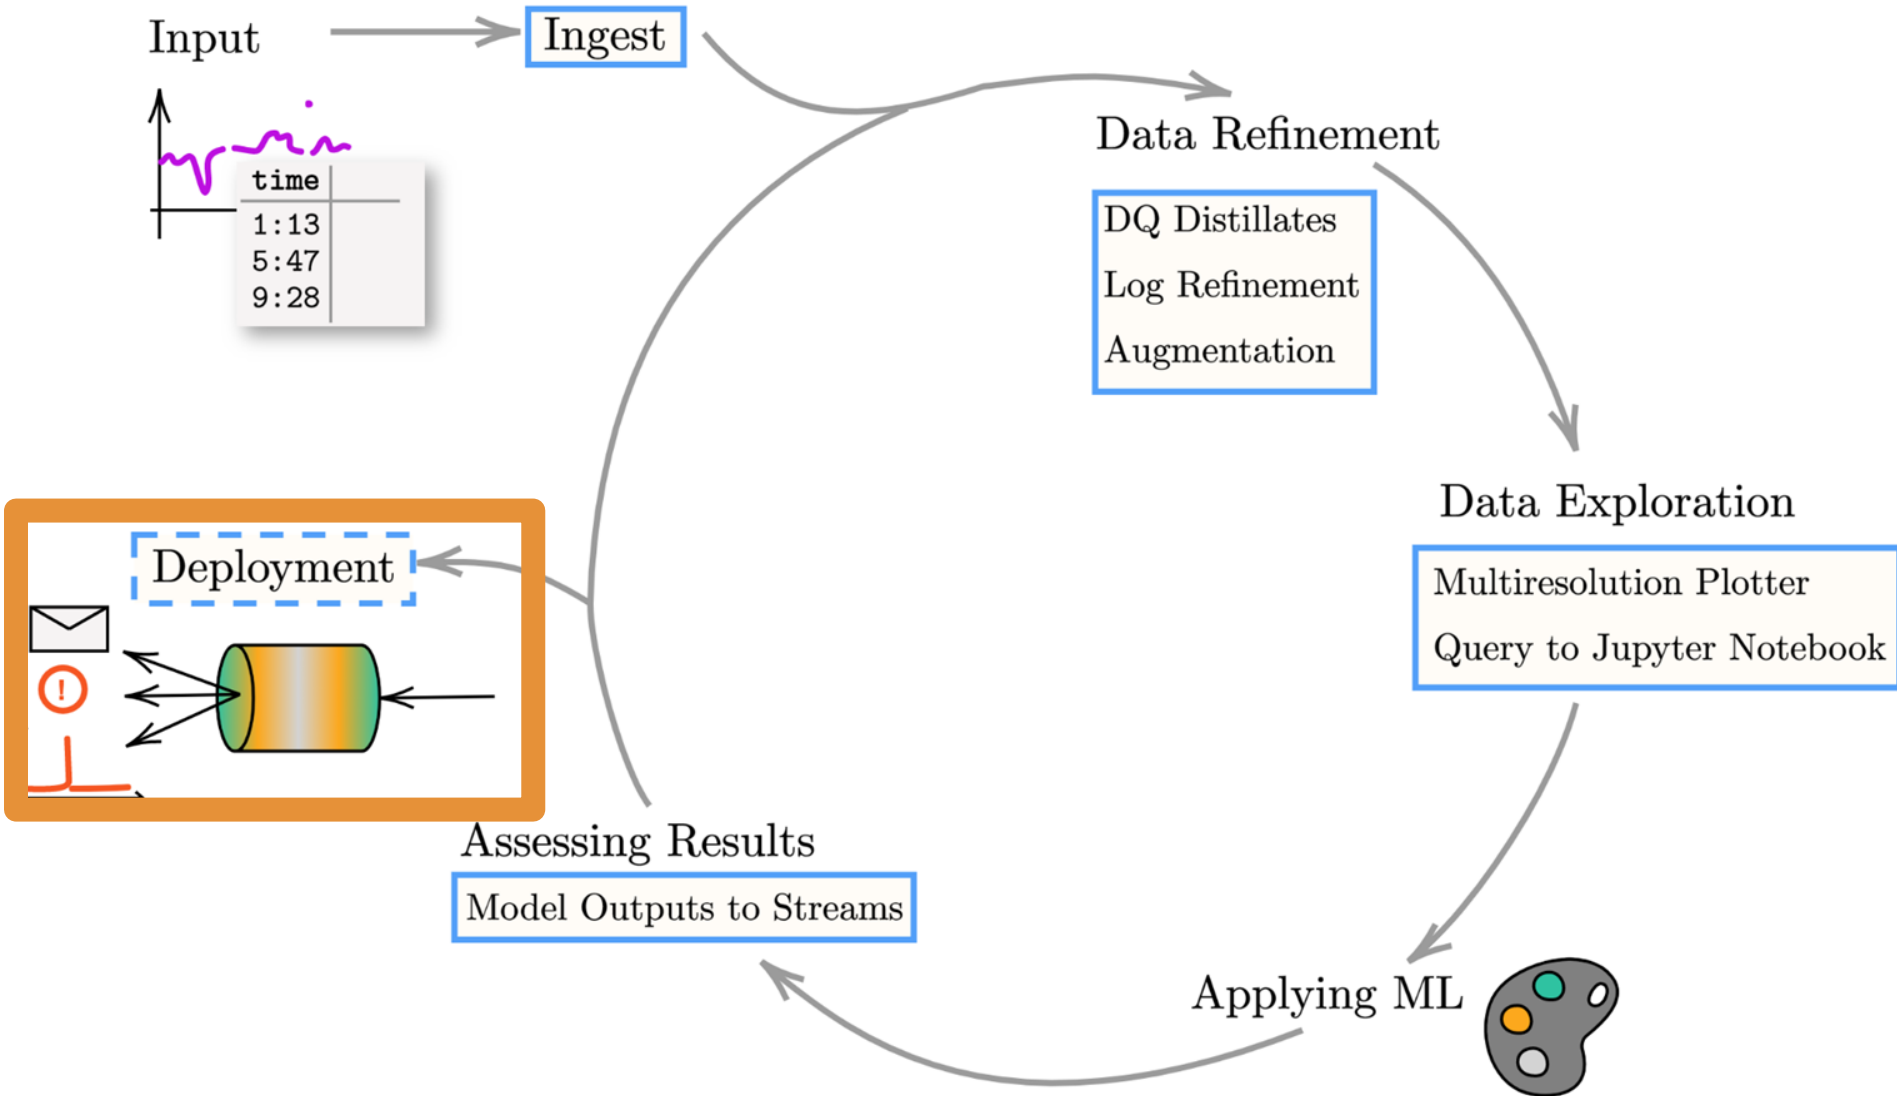 Input
Ingest
time
1:13
5:47
9:28
Data Refinement
DQ Distillates
Log Refinement
Augmentation
Data Exploration
Multiresolution Plotter
Query to Jupyter Notebook
Applying ML
Assessing Results
Model Outputs to Streams
Deployment
!